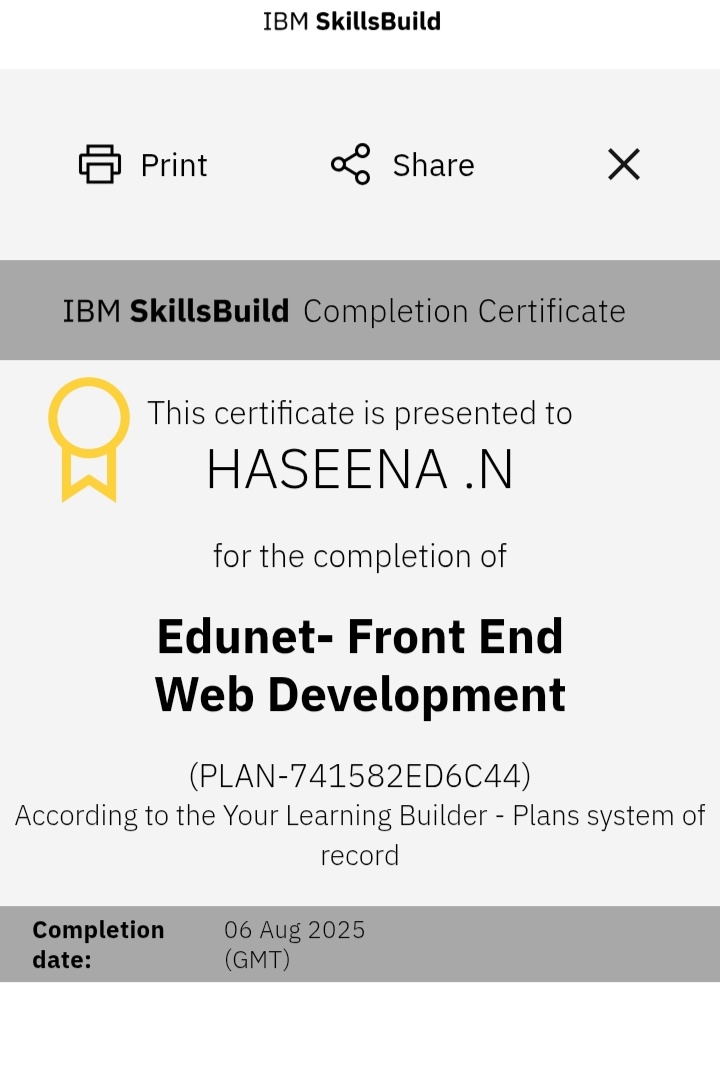 IBM SkillsBuild
Print
Share
IBM SkillsBuild Completion Certificate
This certificate is presented to
HASEENA .N
for the completion of
Edunet- Front End
Web Development
(PLAN-741582ED6C44)
According to the Your Learning Builder - Plans system of
record
Completion
date:
06 Aug 2025
(GMT)